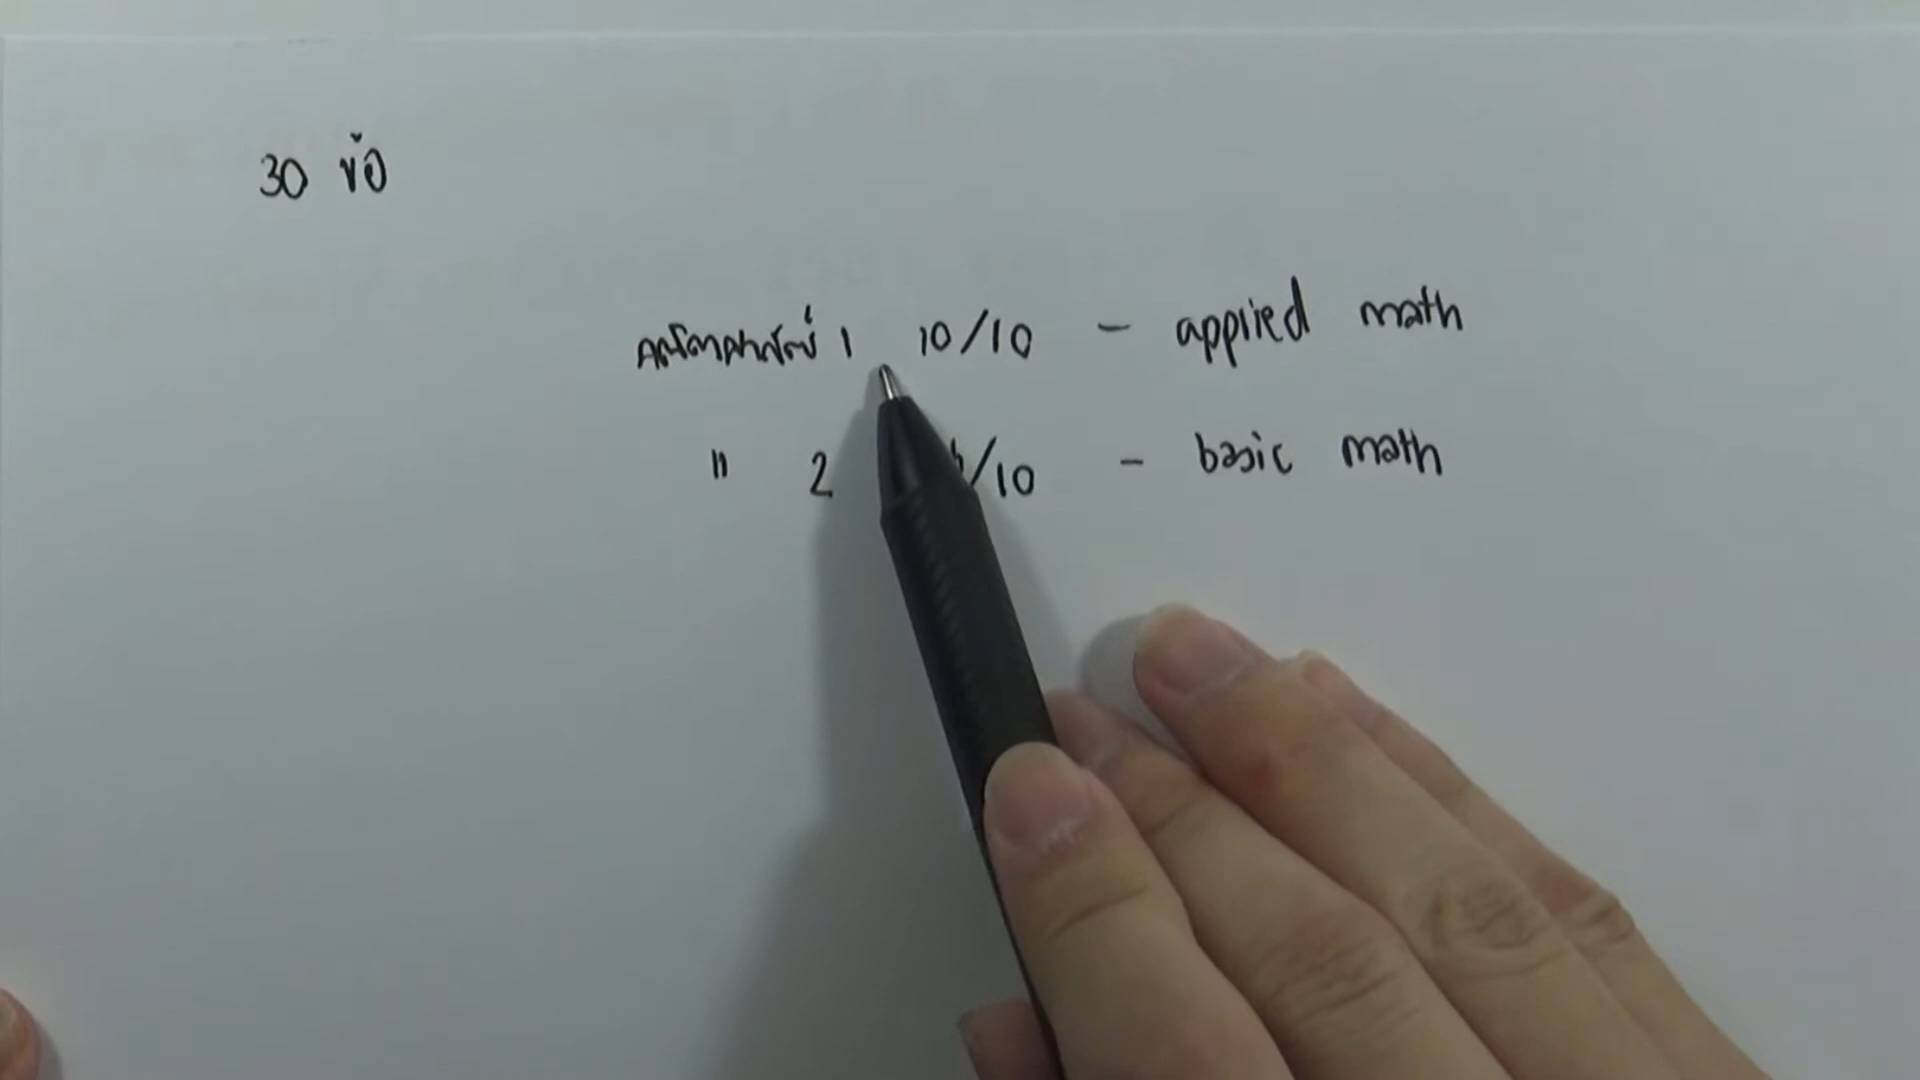 30 ข้อ
คณิตศาสตร์ 1 10/10 - applied math
" 2 /10 - basic math